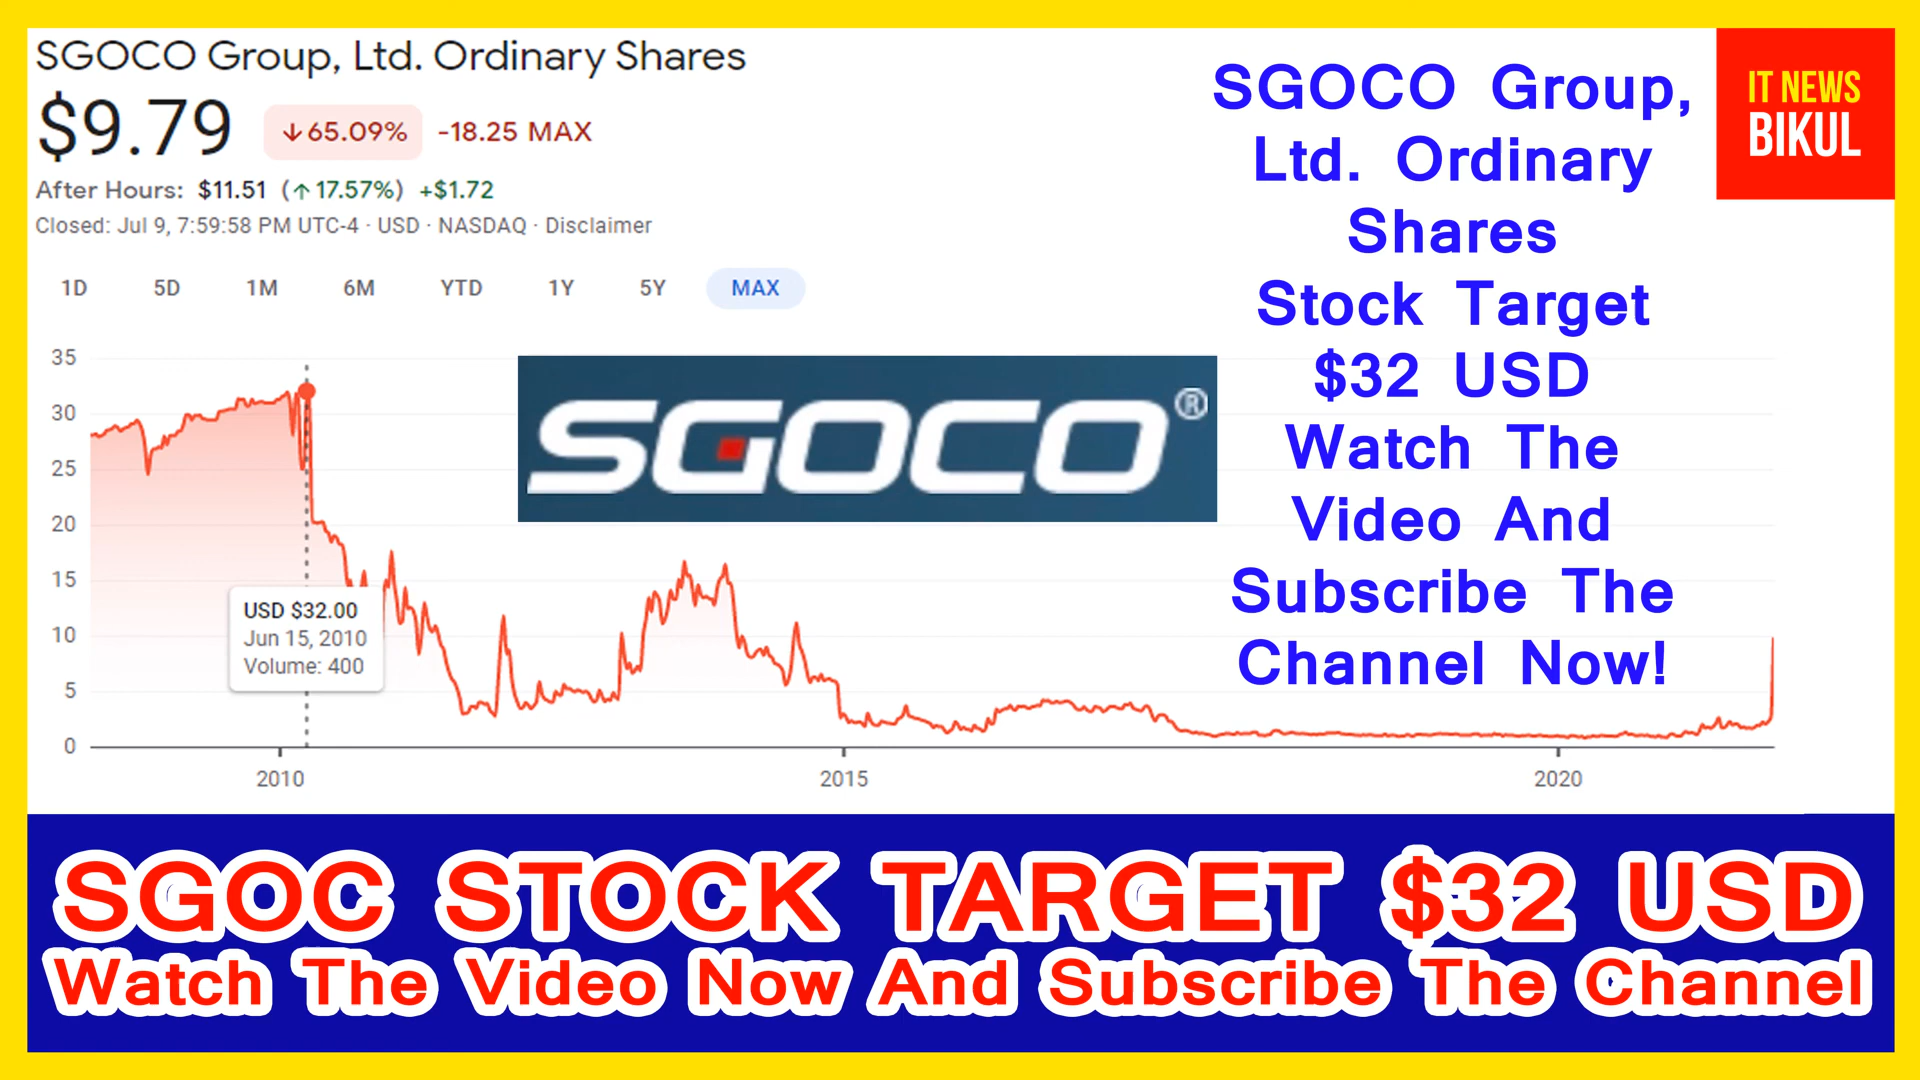 SGOCO Group, Ltd. Ordinary Shares
$9.79 ↓65.09% -18.25 MAX
After Hours: $11.51 (↑17.57%) +$1.72
Closed: Jul 9, 7:59:58 PM UTC-4 · USD · NASDAQ · Disclaimer
1D 5D 1M 6M YTD 1Y 5Y MAX
35
30
25
20
15
10
5
0
USD $32.00
Jun 15, 2010
Volume: 400
2010 2015 2020
SGOCO®
SGOCO Group,
Ltd. Ordinary
Shares
Stock Target
$32 USD
Watch The
Video And
Subscribe The
Channel Now!
IT NEWS
BIKUL
SGOC STOCK TARGET $32 USD
Watch The Video Now And Subscribe The Channel